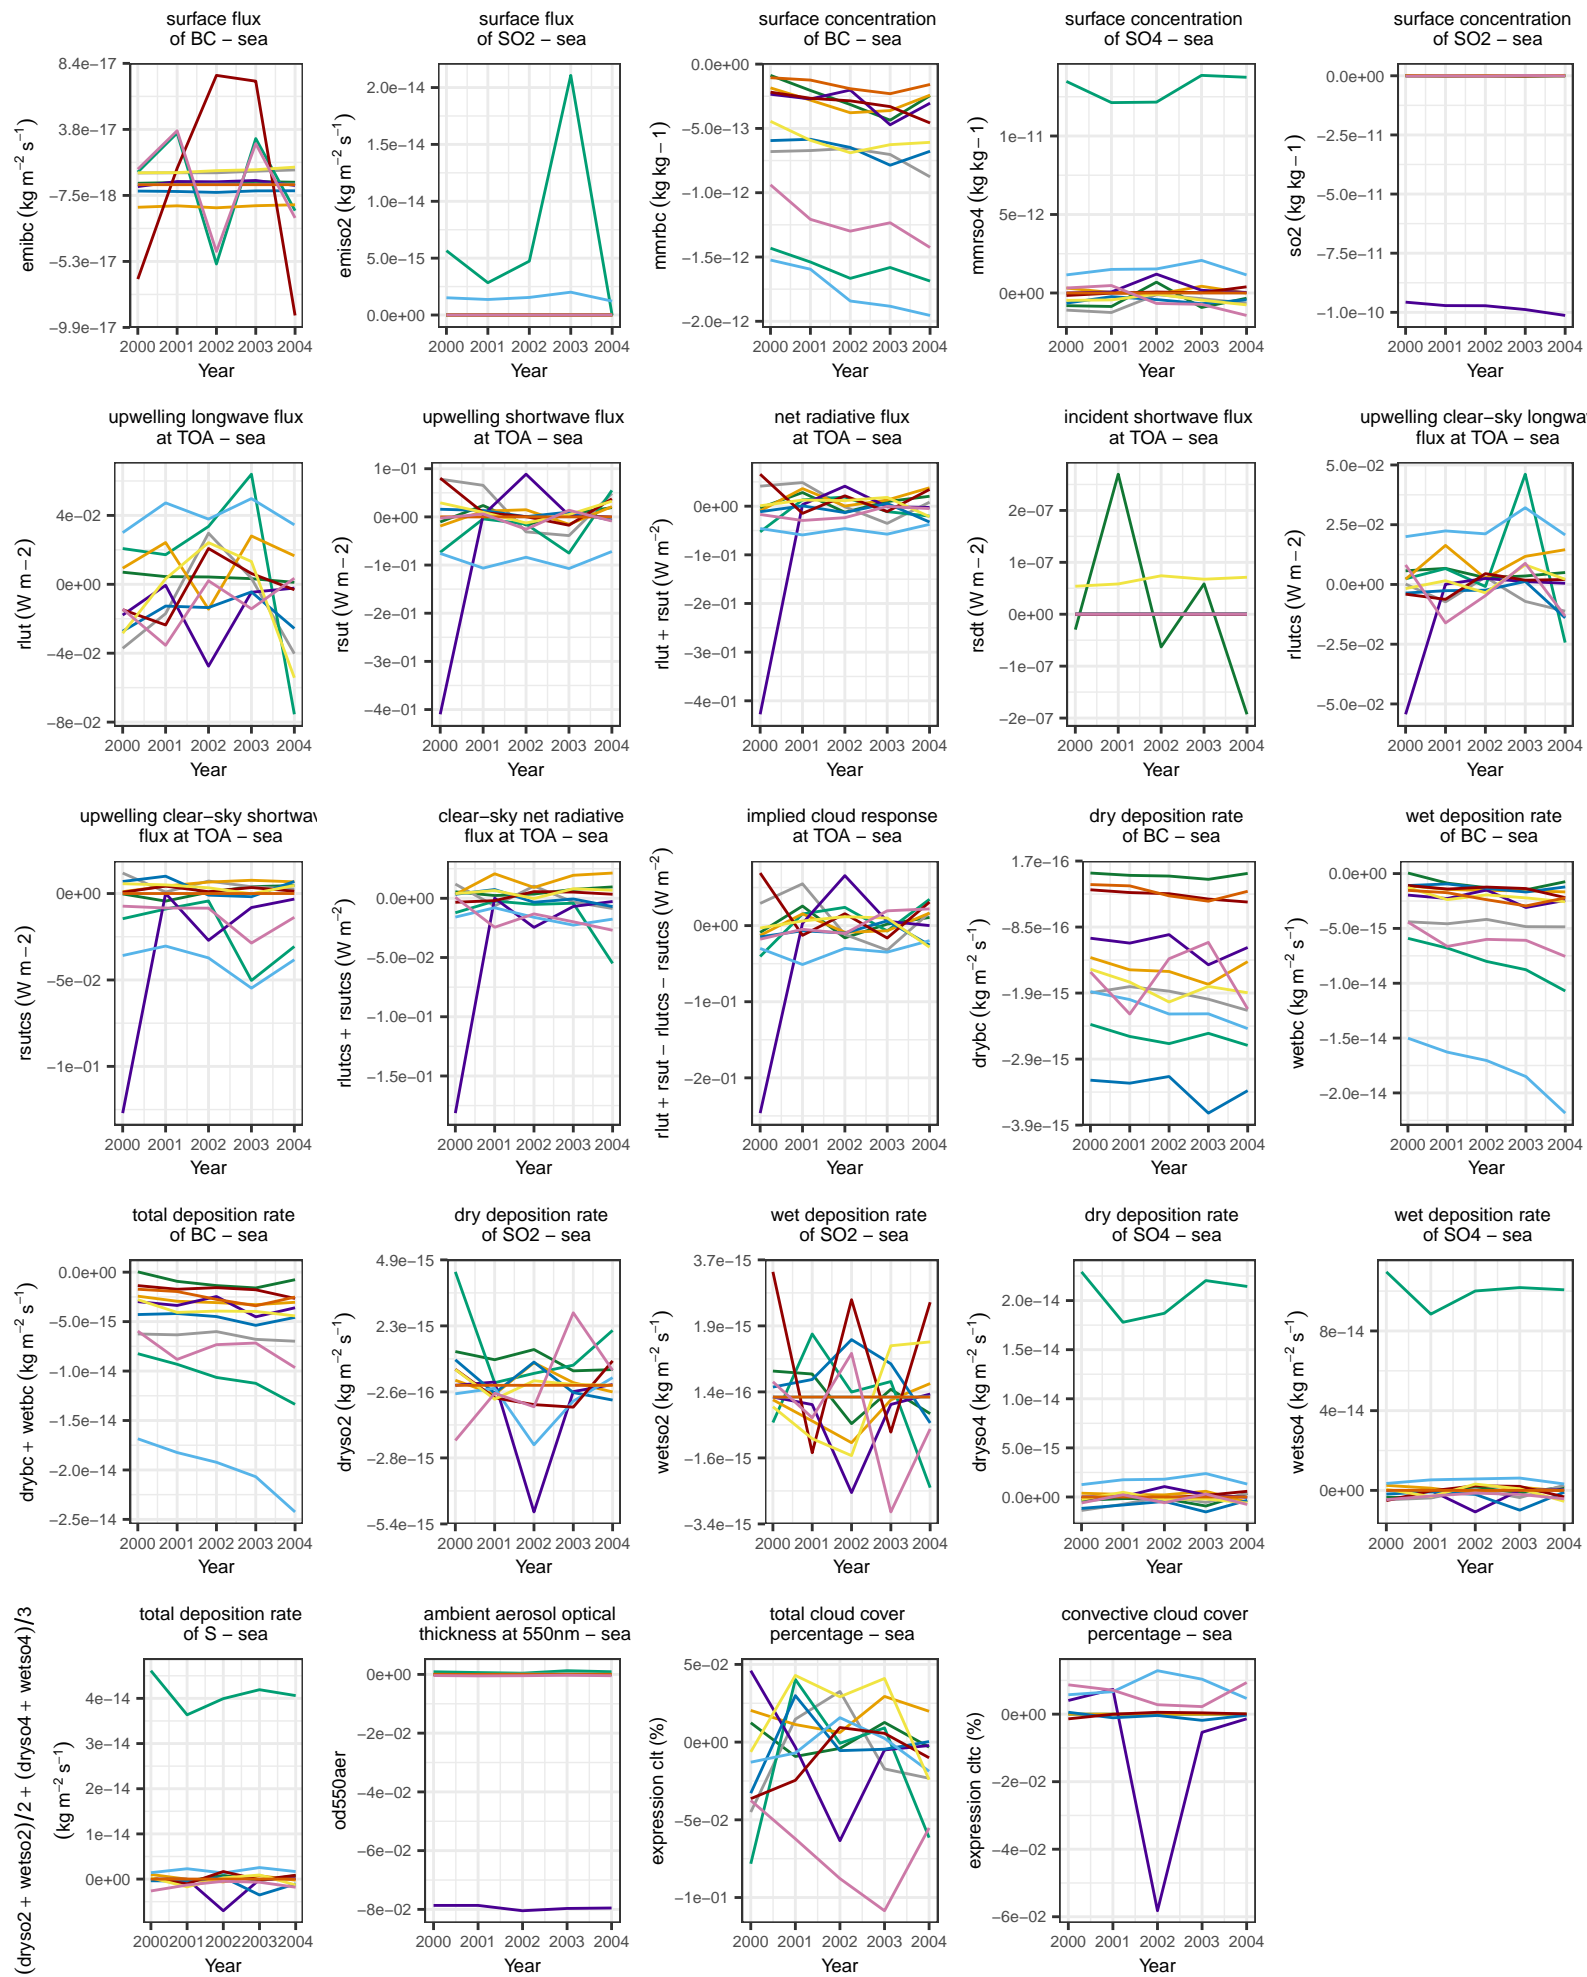 surface flux
of BC − sea
surface flux
of SO2 − sea
surface concentration
of BC − sea
surface concentration
of SO4 − sea
surface concentration
of SO2 − sea
emibc (kg m−2 s−1)
8.4e−17
3.8e−17
−7.5e−18
−5.3e−17
−9.9e−17
2000 2001 2002 2003 2004
Year
emiso2 (kg m−2 s−1)
2.0e−14
1.5e−14
1.0e−14
5.0e−15
0.0e+00
2000 2001 2002 2003 2004
Year
mmrbc (kg kg−1)
0.0e+00
−5.0e−13
−1.0e−12
−1.5e−12
−2.0e−12
2000 2001 2002 2003 2004
Year
mmrso4 (kg kg−1)
1e−11
5e−12
0e+00
2000 2001 2002 2003 2004
Year
so2 (kg kg−1)
0.0e+00
−2.5e−11
−5.0e−11
−7.5e−11
−1.0e−10
2000 2001 2002 2003 2004
Year
upwelling longwave flux
at TOA − sea
upwelling shortwave flux
at TOA − sea
net radiative flux
at TOA − sea
incident shortwave flux
at TOA − sea
upwelling clear−sky longwa
flux at TOA − sea
rlut (W m−2)
4e−02
0e+00
−4e−02
−8e−02
2000 2001 2002 2003 2004
Year
rsut (W m−2)
1e−01
0e+00
−1e−01
−2e−01
−3e−01
−4e−01
2000 2001 2002 2003 2004
Year
rlut + rsut (W m−2)
0e+00
−1e−01
−2e−01
−3e−01
−4e−01
2000 2001 2002 2003 2004
Year
rsdt (W m−2)
2e−07
1e−07
0e+00
−1e−07
−2e−07
2000 2001 2002 2003 2004
Year
rlutcs (W m−2)
5.0e−02
2.5e−02
0.0e+00
−2.5e−02
−5.0e−02
2000 2001 2002 2003 2004
Year
upwelling clear−sky shortwav
flux at TOA − sea
clear−sky net radiative
flux at TOA − sea
implied cloud response
at TOA − sea
dry deposition rate
of BC − sea
wet deposition rate
of BC − sea
rsutcs (W m−2)
0e+00
−5e−02
−1e−01
2000 2001 2002 2003 2004
Year
rlutcs + rsutcs (W m−2)
0.0e+00
−5.0e−02
−1.0e−01
−1.5e−01
2000 2001 2002 2003 2004
Year
rlut + rsut − rlutcs − rsutcs (W m−2)
0e+00
−1e−01
−2e−01
2000 2001 2002 2003 2004
Year
drybc (kg m−2 s−1)
1.7e−16
−8.5e−16
−1.9e−15
−2.9e−15
−3.9e−15
2000 2001 2002 2003 2004
Year
wetbc (kg m−2 s−1)
0.0e+00
−5.0e−15
−1.0e−14
−1.5e−14
−2.0e−14
2000 2001 2002 2003 2004
Year
total deposition rate
of BC − sea
dry deposition rate
of SO2 − sea
wet deposition rate
of SO2 − sea
dry deposition rate
of SO4 − sea
wet deposition rate
of SO4 − sea
drybc + wetbc (kg m−2 s−1)
0.0e+00
−5.0e−15
−1.0e−14
−1.5e−14
−2.0e−14
−2.5e−14
2000 2001 2002 2003 2004
Year
dryso2 (kg m−2 s−1)
4.9e−15
2.3e−15
−2.6e−16
−2.8e−15
−5.4e−15
2000 2001 2002 2003 2004
Year
wetso2 (kg m−2 s−1)
3.7e−15
1.9e−15
1.4e−16
−1.6e−15
−3.4e−15
2000 2001 2002 2003 2004
Year
dryso4 (kg m−2 s−1)
2.0e−14
1.5e−14
1.0e−14
5.0e−15
0.0e+00
2000 2001 2002 2003 2004
Year
wetso4 (kg m−2 s−1)
8e−14
4e−14
0e+00
2000 2001 2002 2003 2004
Year
total deposition rate
of S − sea
ambient aerosol optical
thickness at 550nm − sea
total cloud cover
percentage − sea
convective cloud cover
percentage − sea
(dryso2 + wetso2)/2 + (dryso4 + wetso4)/3
(kg m−2 s−1)
4e−14
3e−14
2e−14
1e−14
0e+00
2000 2001 2002 2003 2004
Year
od550aer
0e+00
−2e−02
−4e−02
−6e−02
−8e−02
2000 2001 2002 2003 2004
Year
expression clt (%)
5e−02
0e+00
−5e−02
−1e−01
2000 2001 2002 2003 2004
Year
expression cltc (%)
0e+00
−2e−02
−4e−02
−6e−02
2000 2001 2002 2003 2004
Year